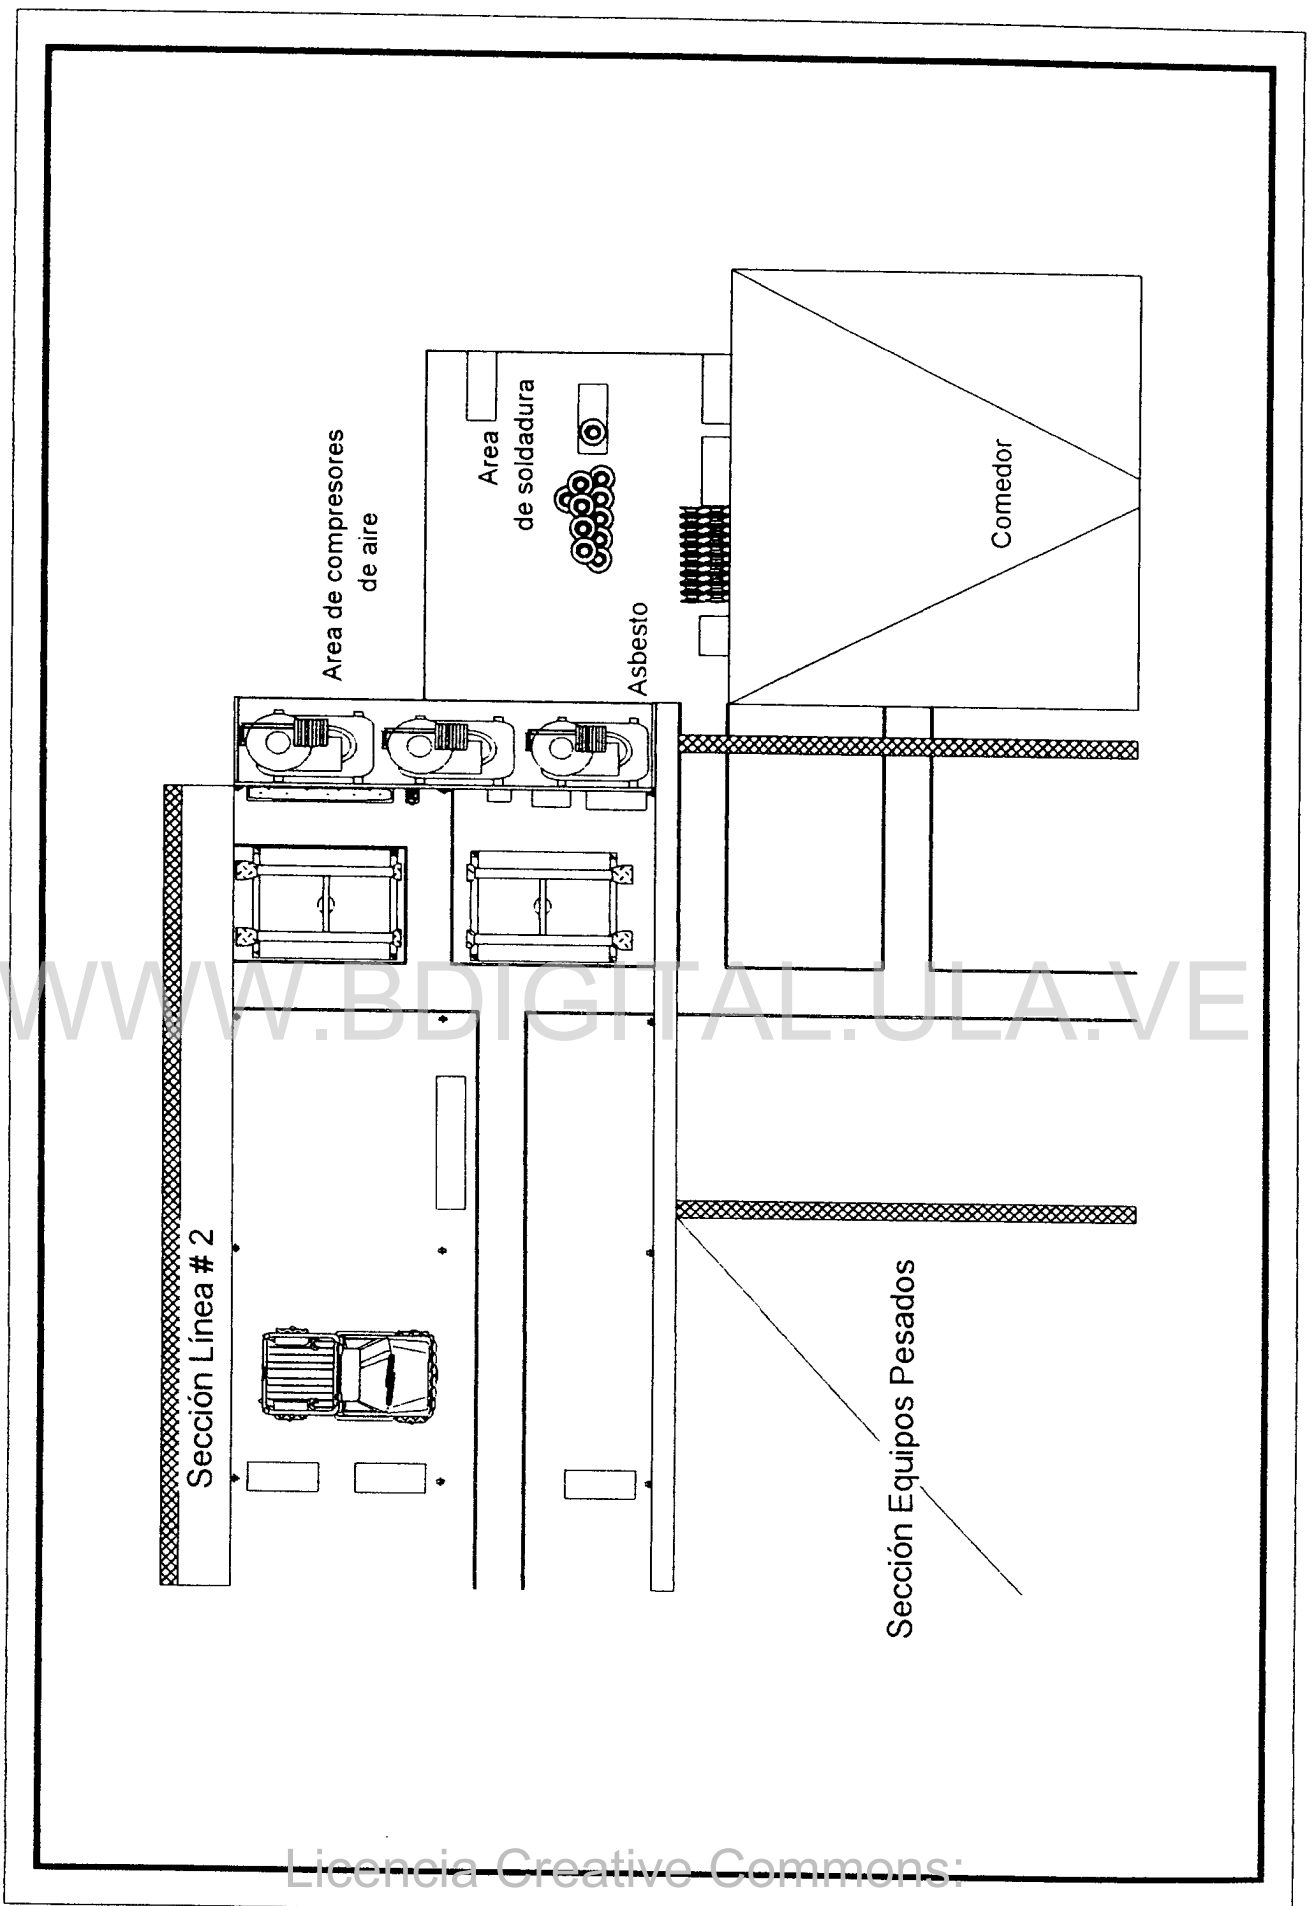 Area de compresores
de aire
Area
de soldadura
Asbesto
Comedor
Sección Línea # 2
Sección Equipos Pesados
WWW.BDIGITAL.ULA.VE
Licencia Creative Commons: